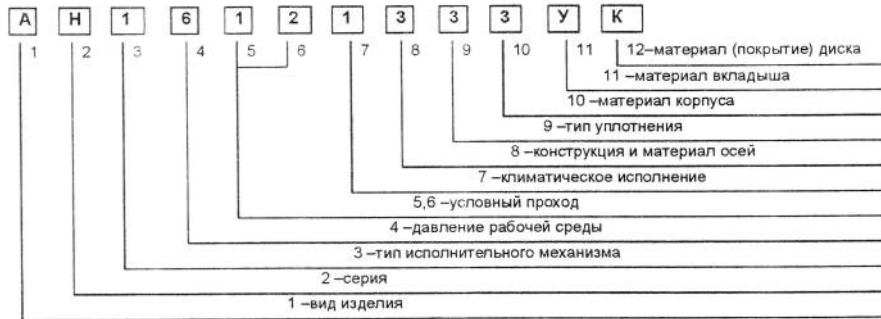 А Н 1 6 1 2 1 3 3 3 У К
1 2 3 4 5 6 7 8 9 10 11 12–материал (покрытие) диска
11 –материал вкладыша
10 –материал корпуса
9 –тип уплотнения
8 –конструкция и материал осей
7 –климатическое исполнение
5,6 –условный проход
4 –давление рабочей среды
3 –тип исполнительного механизма
2 –серия
1 –вид изделия